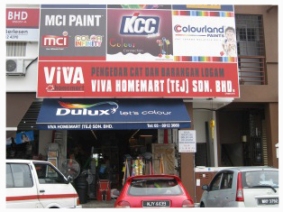 BHD
MCI PAINT
mci
KCC
Colourland
PAINTS
VIVA
PENGEDAR CAT DAN BARANGAN LOGAM
VIVA HOMEMART (TEJ) SDN. BHD.
Dulux
let's colour
VIVA HOMEMART (TEJ) SDN. BHD.